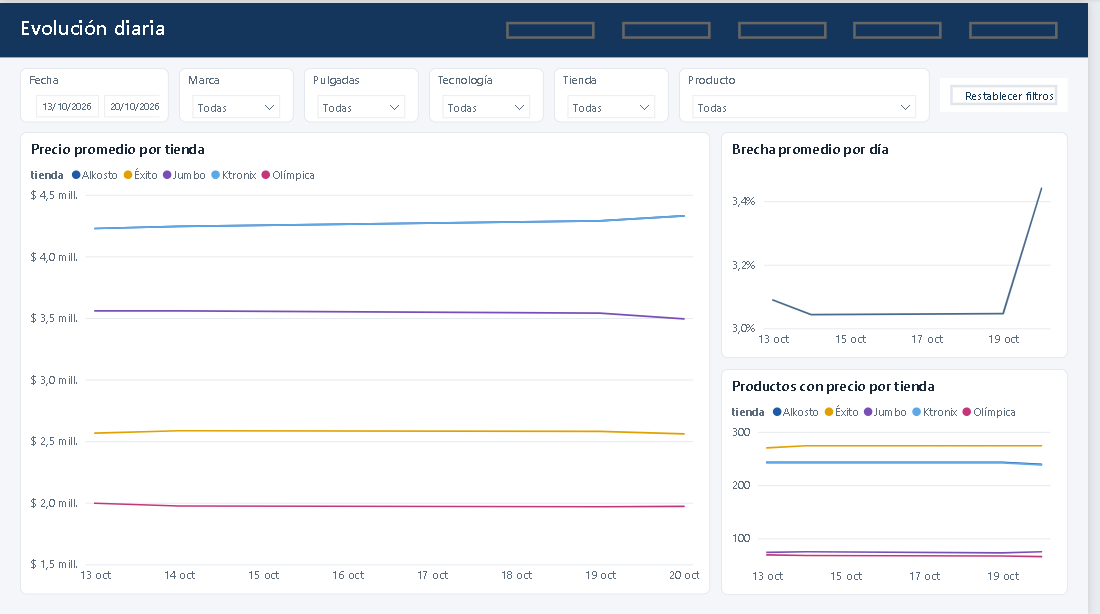 Evolución diaria
Fecha
13/10/2026 20/10/2026
Marca
Todas
Pulgadas
Todas
Tecnología
Todas
Tienda
Todas
Producto
Todas
Restablecer filtros
Precio promedio por tienda
tienda Alkosto Éxito Jumbo Ktronix Olímpica
$ 4,5 mill.
$ 4,0 mill.
$ 3,5 mill.
$ 3,0 mill.
$ 2,5 mill.
$ 2,0 mill.
$ 1,5 mill.
13 oct 14 oct 15 oct 16 oct 17 oct 18 oct 19 oct 20 oct
Brecha promedio por día
3,4%
3,2%
3,0%
13 oct 15 oct 17 oct 19 oct
Productos con precio por tienda
tienda Alkosto Éxito Jumbo Ktronix Olímpica
300
200
100
13 oct 15 oct 17 oct 19 oct